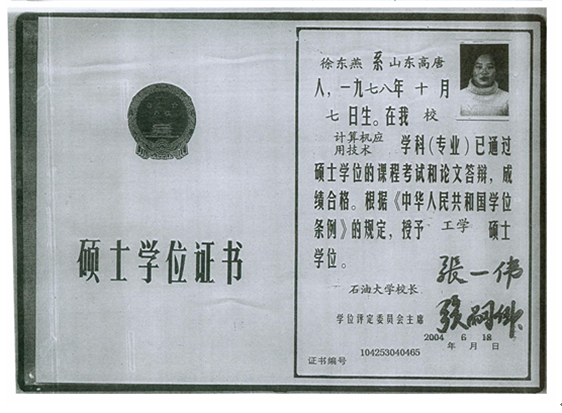 硕士学位证书
徐东燕 系 山东高唐
人，一九七八年 十 月
七 日生。在我 校
计算机应
用技术 学科(专业)已通过
硕士学位的课程考试和论文答辩，成
绩合格。根据《中华人民共和国学位
条例》的规定，授予 工学 硕士
学位。
石油大学校长 张一伟
学位评定委员会主席
2004 6 18
年 月 日
证书编号 104253040465